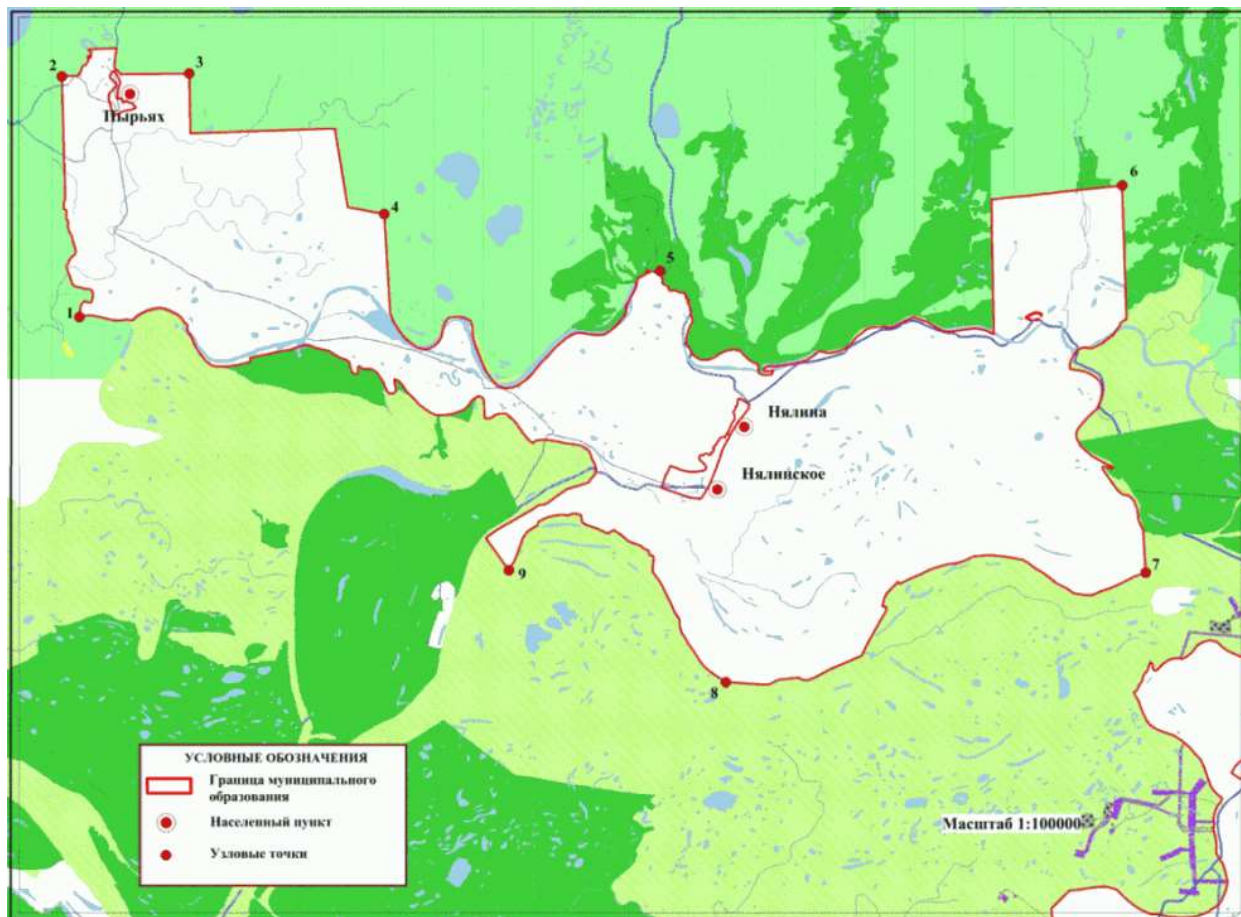 2
3
Пырьях
6
4
5
1
Нялина
Нялинское
7
9
8
УСЛОВНЫЕ ОБОЗНАЧЕНИЯ
Граница муниципального
образования
Населенный пункт
Узловые точки
Масштаб 1:100000